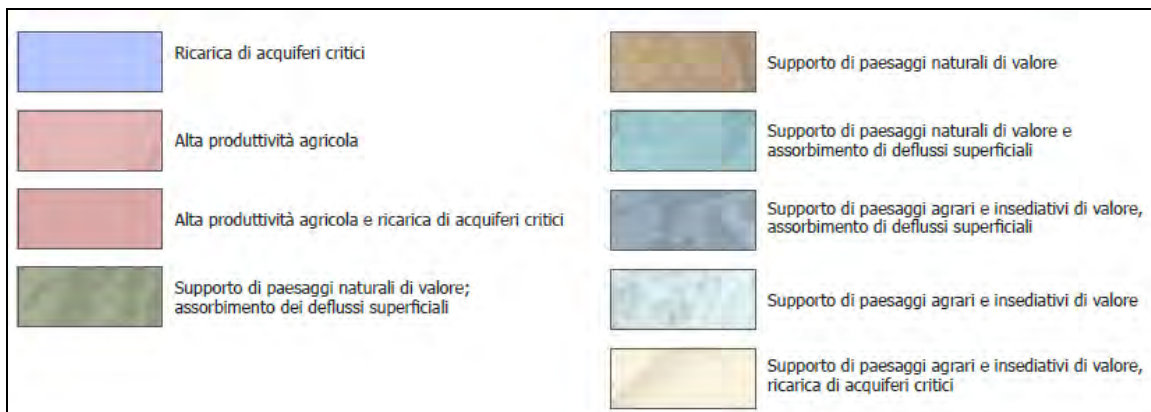 Ricarica di acquiferi critici
Alta produttività agricola
Alta produttività agricola e ricarica di acquiferi critici
Supporto di paesaggi naturali di valore;
assorbimento dei deflussi superficiali
Supporto di paesaggi naturali di valore
Supporto di paesaggi naturali di valore e
assorbimento di deflussi superficiali
Supporto di paesaggi agrari e insediativi di valore,
assorbimento di deflussi superficiali
Supporto di paesaggi agrari e insediativi di valore
Supporto di paesaggi agrari e insediativi di valore,
ricarica di acquiferi critici